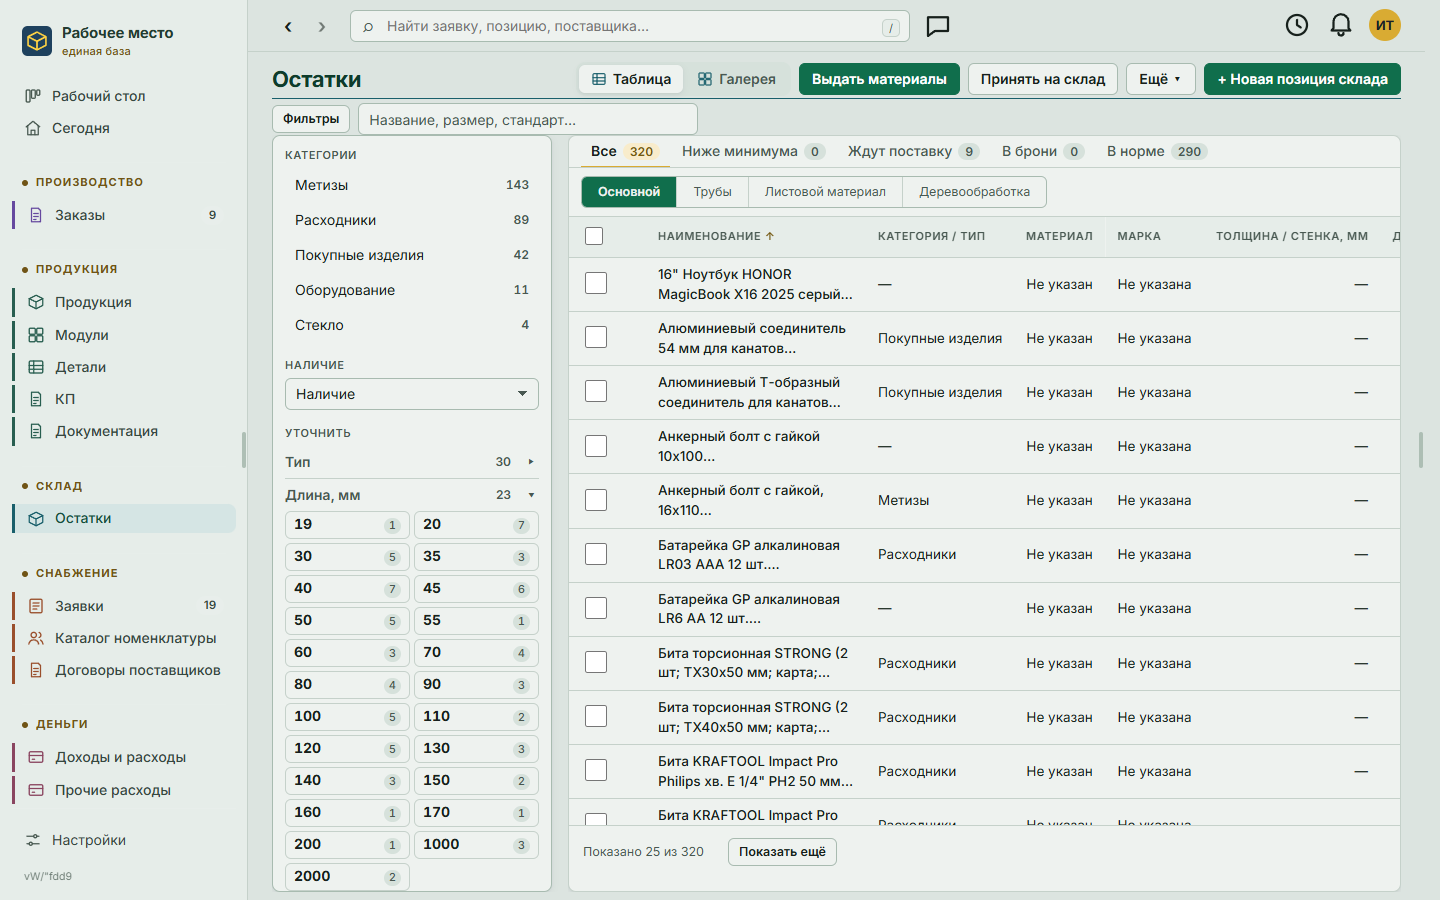 Рабочее место
единая база
Рабочий стол
Сегодня
ПРОИЗВОДСТВО
Заказы 9
ПРОДУКЦИЯ
Продукция
Модули
Детали
КП
Документация
СКЛАД
Остатки
СНАБЖЕНИЕ
Заявки 19
Каталог номенклатуры
Договоры поставщиков
ДЕНЬГИ
Доходы и расходы
Прочие расходы
Настройки
vW/"fdd9
Найти заявку, позицию, поставщика... /
ИТ
Остатки
Таблица
Галерея
Выдать материалы
Принять на склад
Ещё
+ Новая позиция склада
Фильтры
Название, размер, стандарт...
КАТЕГОРИИ
Метизы 143
Расходники 89
Покупные изделия 42
Оборудование 11
Стекло 4
НАЛИЧИЕ
Наличие
УТОЧНИТЬ
Тип 30
Длина, мм 23
19 1 20 7
30 5 35 3
40 7 45 6
50 5 55 1
60 3 70 4
80 4 90 3
100 5 110 2
120 5 130 3
140 3 150 2
160 1 170 1
200 1 1000 3
2000 2
Все 320 Ниже минимума 0 Ждут поставку 9 В брони 0 В норме 290
Основной Трубы Листовой материал Деревообработка
НАИМЕНОВАНИЕ ↑ КАТЕГОРИЯ / ТИП МАТЕРИАЛ МАРКА ТОЛЩИНА / СТЕНКА, ММ Д
16" Ноутбук HONOR
MagicBook X16 2025 серый... — Не указан Не указана —
Алюминиевый соединитель
54 мм для канатов... Покупные изделия Не указан Не указана —
Алюминиевый Т-образный
соединитель для канатов... Покупные изделия Не указан Не указана —
Анкерный болт с гайкой
10х100... — Не указан Не указана —
Анкерный болт с гайкой,
16х110... Метизы Не указан Не указана —
Батарейка GP алкалиновая
LR03 AAA 12 шт.... Расходники Не указан Не указана —
Батарейка GP алкалиновая
LR6 AA 12 шт.... — Не указан Не указана —
Бита торсионная STRONG (2
шт; TX30x50 мм; карта;... Расходники Не указан Не указана —
Бита торсионная STRONG (2
шт; TX40x50 мм; карта;... Расходники Не указан Не указана —
Бита KRAFTOOL Impact Pro
Philips хв. E 1/4" PH2 50 мм... Расходники Не указан Не указана —
Бита KRAFTOOL Impact Pro
Расходники Не указан Не указана
Показано 25 из 320
Показать ещё